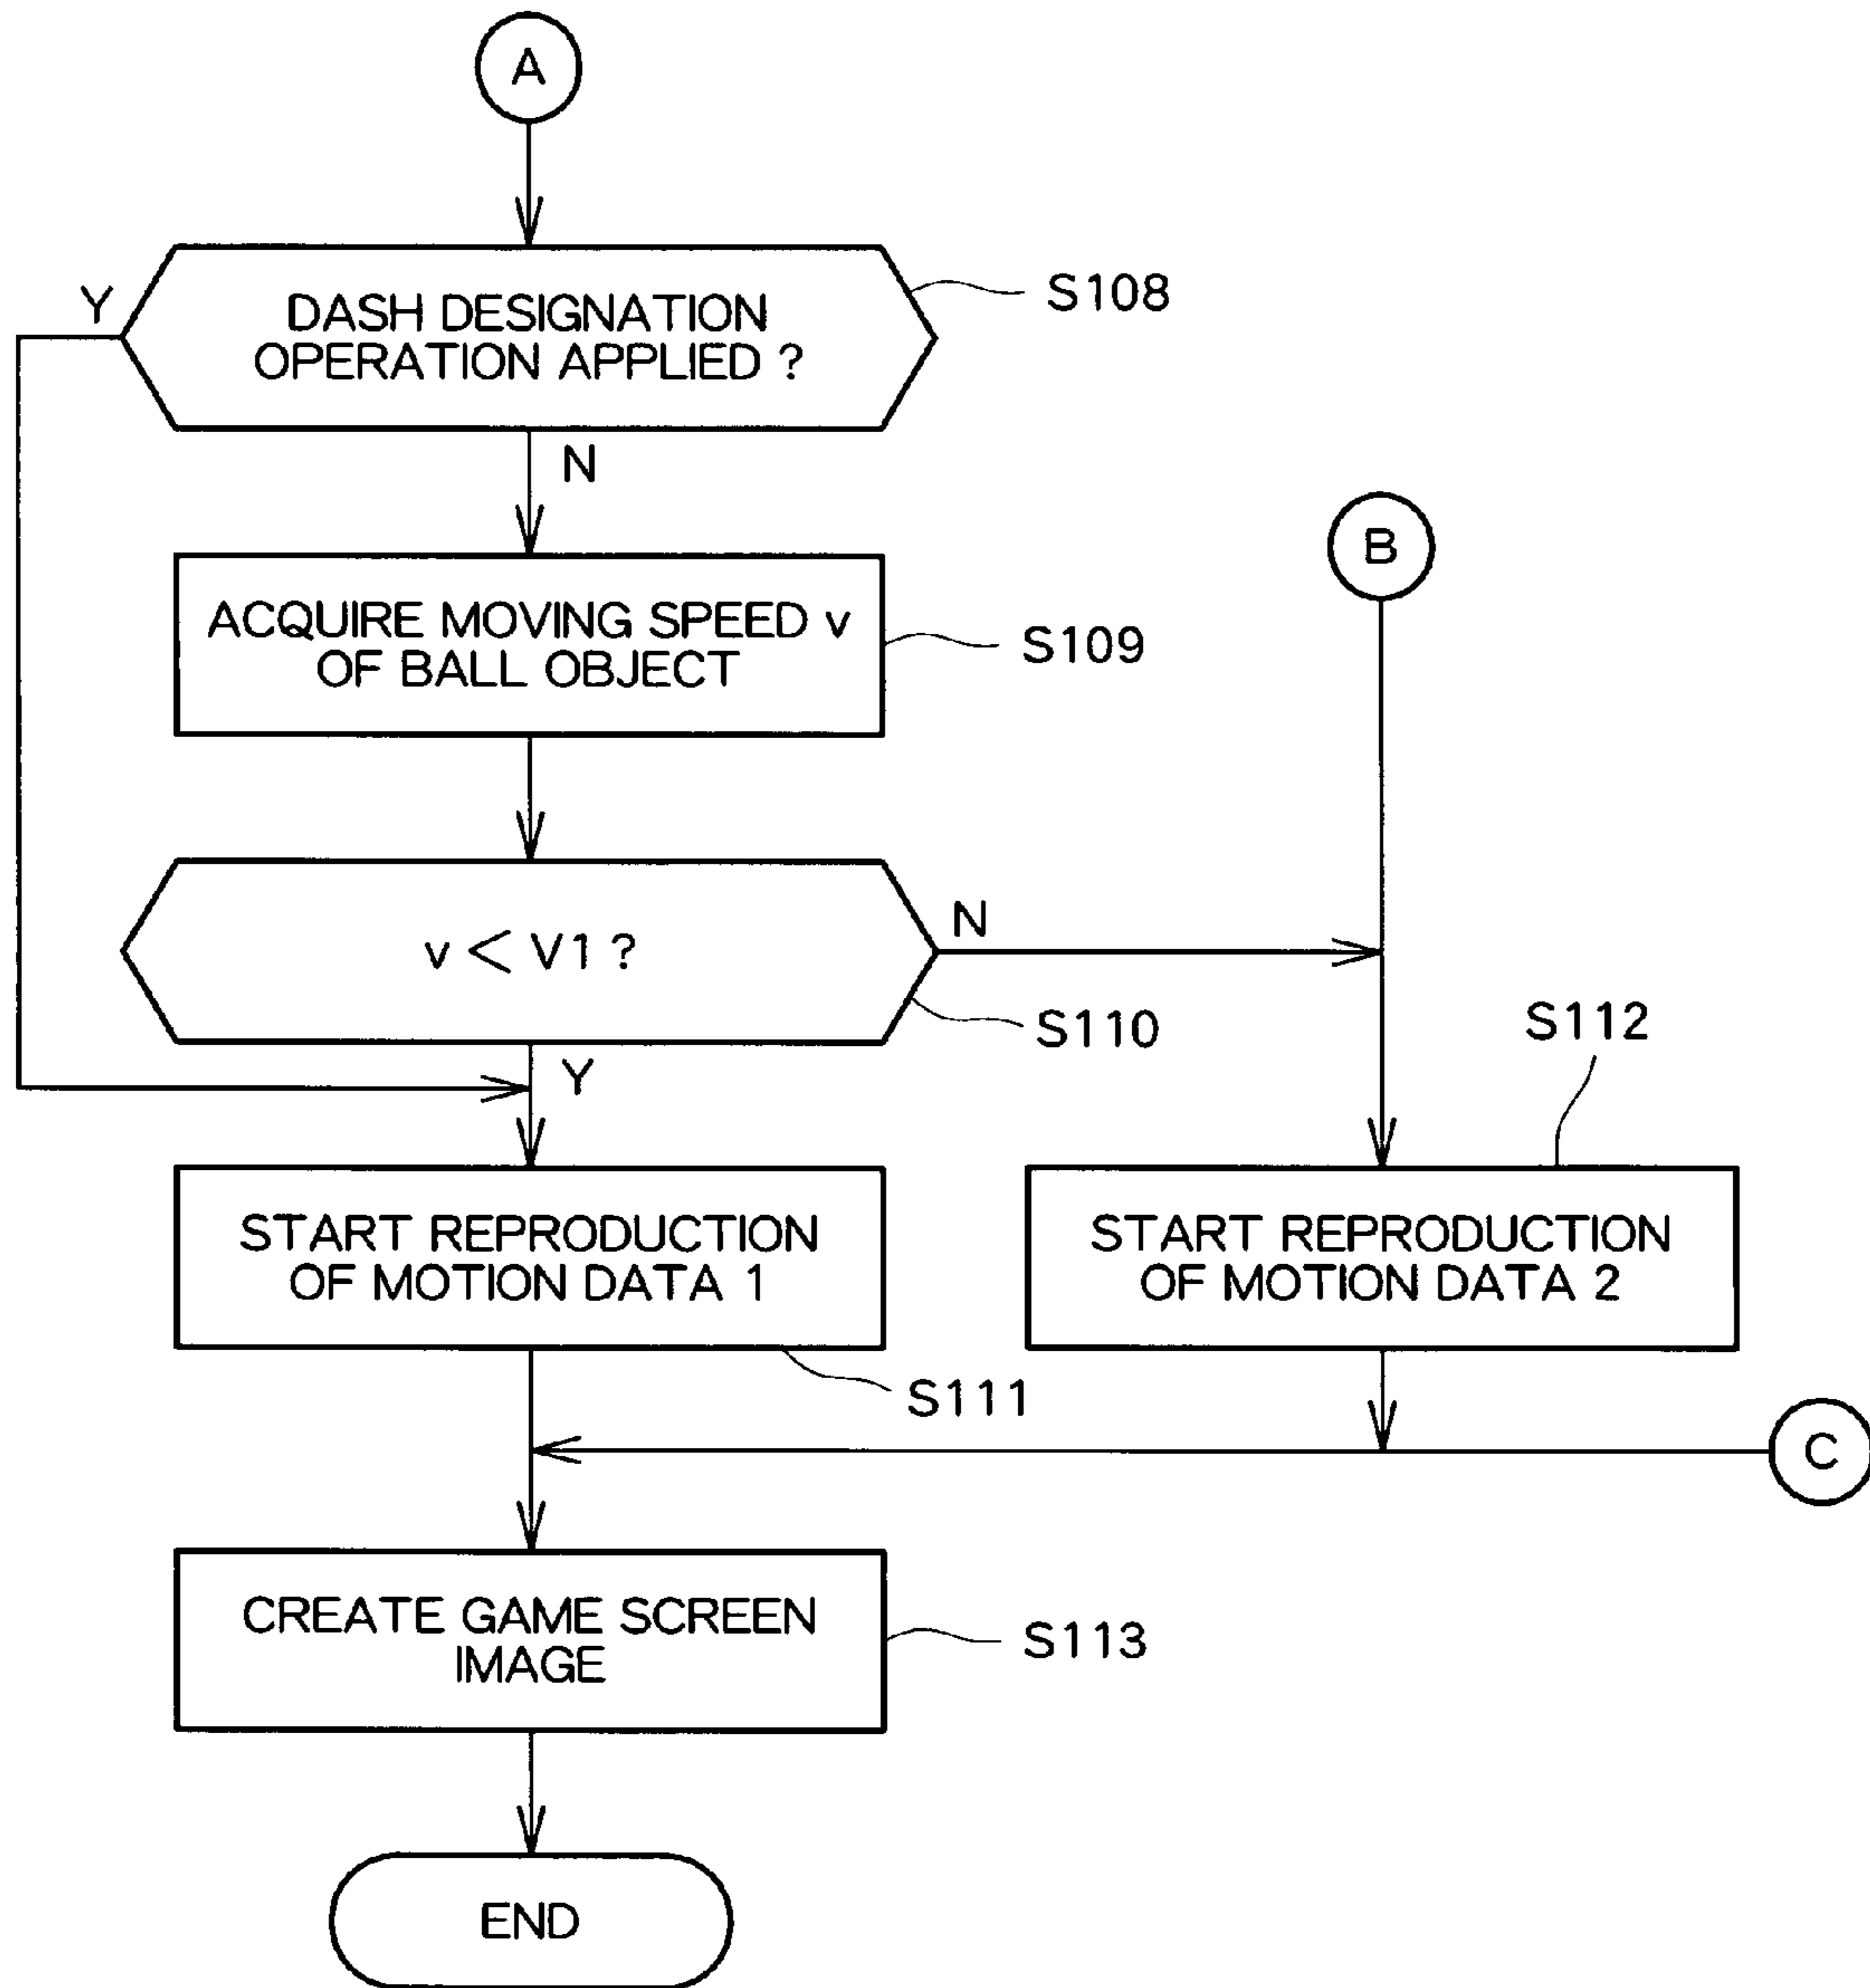 A
Y
DASH DESIGNATION
OPERATION APPLIED ?
S108
N
B
ACQUIRE MOVING SPEED v
OF BALL OBJECT
S109
v < V1 ?
N
S110
Y
S112
START REPRODUCTION
OF MOTION DATA 1
S111
START REPRODUCTION
OF MOTION DATA 2
C
CREATE GAME SCREEN
IMAGE
S113
END